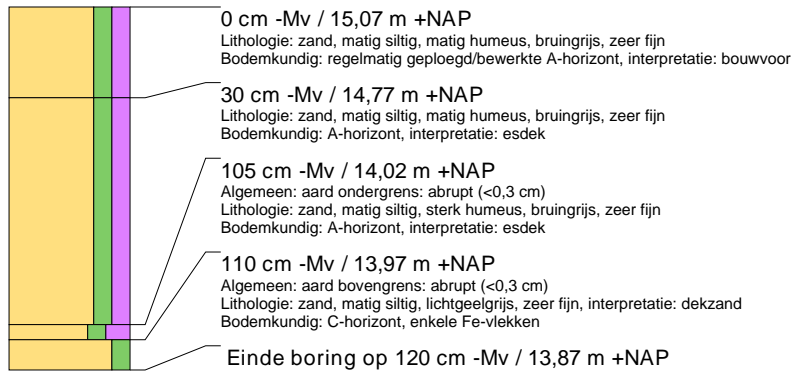 0 cm -Mv / 15,07 m +NAP
Lithologie: zand, matig siltig, matig humeus, bruingrijs, zeer fijn
Bodemkundig: regelmatig geploegd/bewerkte A-horizont, interpretatie: bouwvoor
30 cm -Mv / 14,77 m +NAP
Lithologie: zand, matig siltig, matig humeus, bruingrijs, zeer fijn
Bodemkundig: A-horizont, interpretatie: esdek
105 cm -Mv / 14,02 m +NAP
Algemeen: aard ondergrens: abrupt (<0,3 cm)
Lithologie: zand, matig siltig, sterk humeus, bruingrijs, zeer fijn
Bodemkundig: A-horizont, interpretatie: esdek
110 cm -Mv / 13,97 m +NAP
Algemeen: aard bovengrens: abrupt (<0,3 cm)
Lithologie: zand, matig siltig, lichtgeelgrijs, zeer fijn, interpretatie: dekzand
Bodemkundig: C-horizont, enkele Fe-vlekken
Einde boring op 120 cm -Mv / 13,87 m +NAP